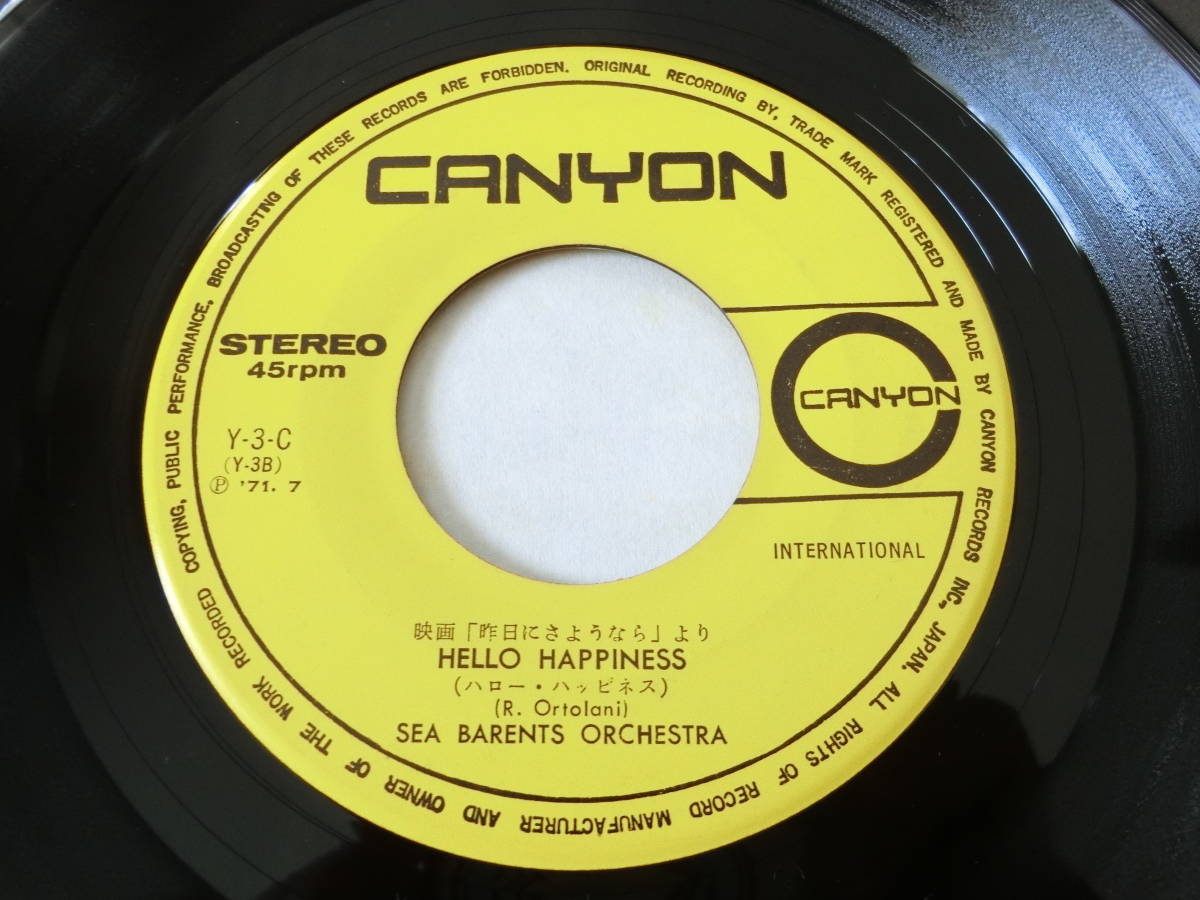 CANYON
STEREO
45rpm
Y-3-C
(Y-3B)
Ⓟ '71. 7
CANYON
INTERNATIONAL
映画「昨日にさようなら」より
HELLO HAPPINESS
(ハロー・ハッピネス)
(R. Ortolani)
SEA BARENTS ORCHESTRA
ORIGINAL RECORDING BY, TRADE MARK REGISTERED AND MADE BY CANYON RECORDS INC., JAPAN. ALL RIGHTS OF RECORD MANUFACTURER AND OWNER OF THE WORK RECORDED COPYING, PUBLIC PERFORMANCE, BROADCASTING OF THESE RECORDS ARE FORBIDDEN.